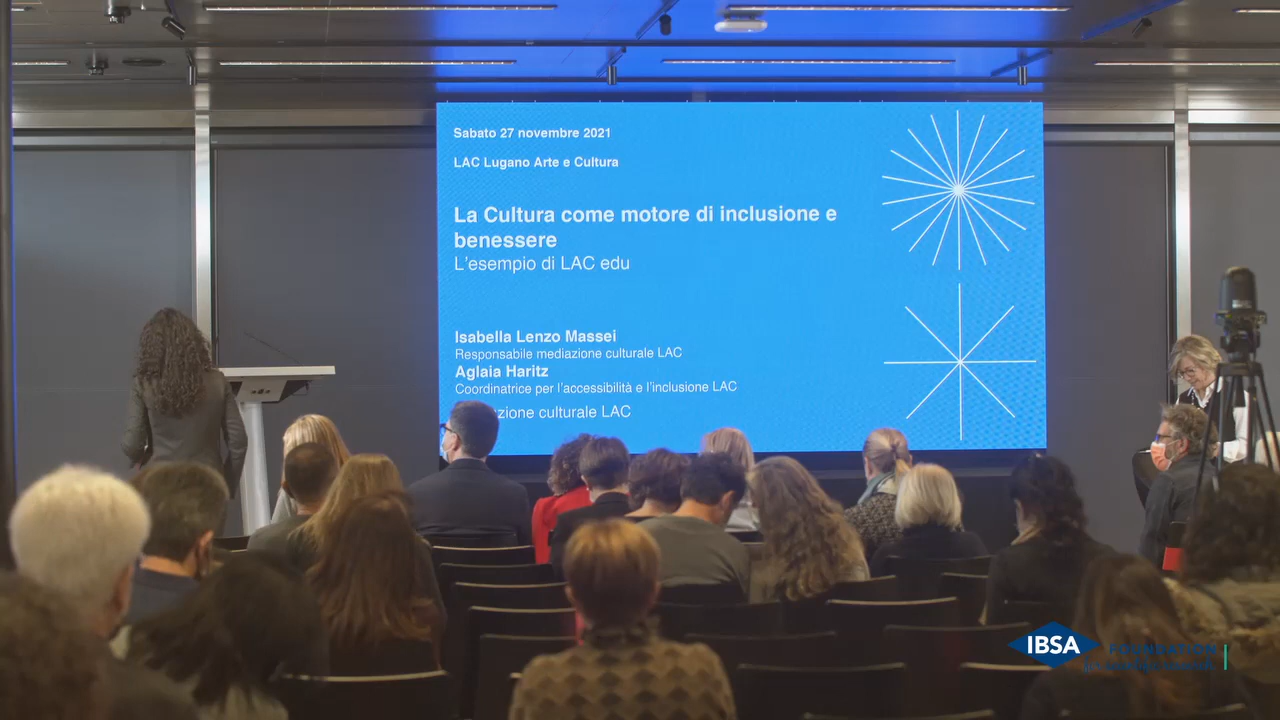 Sabato 27 novembre 2021
LAC Lugano Arte e Cultura
La Cultura come motore di inclusione e
benessere
L'esempio di LAC edu
Isabella Lenzo Massei
Responsabile mediazione culturale LAC
Aglaia Haritz
Coordinatrice per l'accessibilità e l'inclusione LAC
culturale LAC
IBSA
FOUNDATION